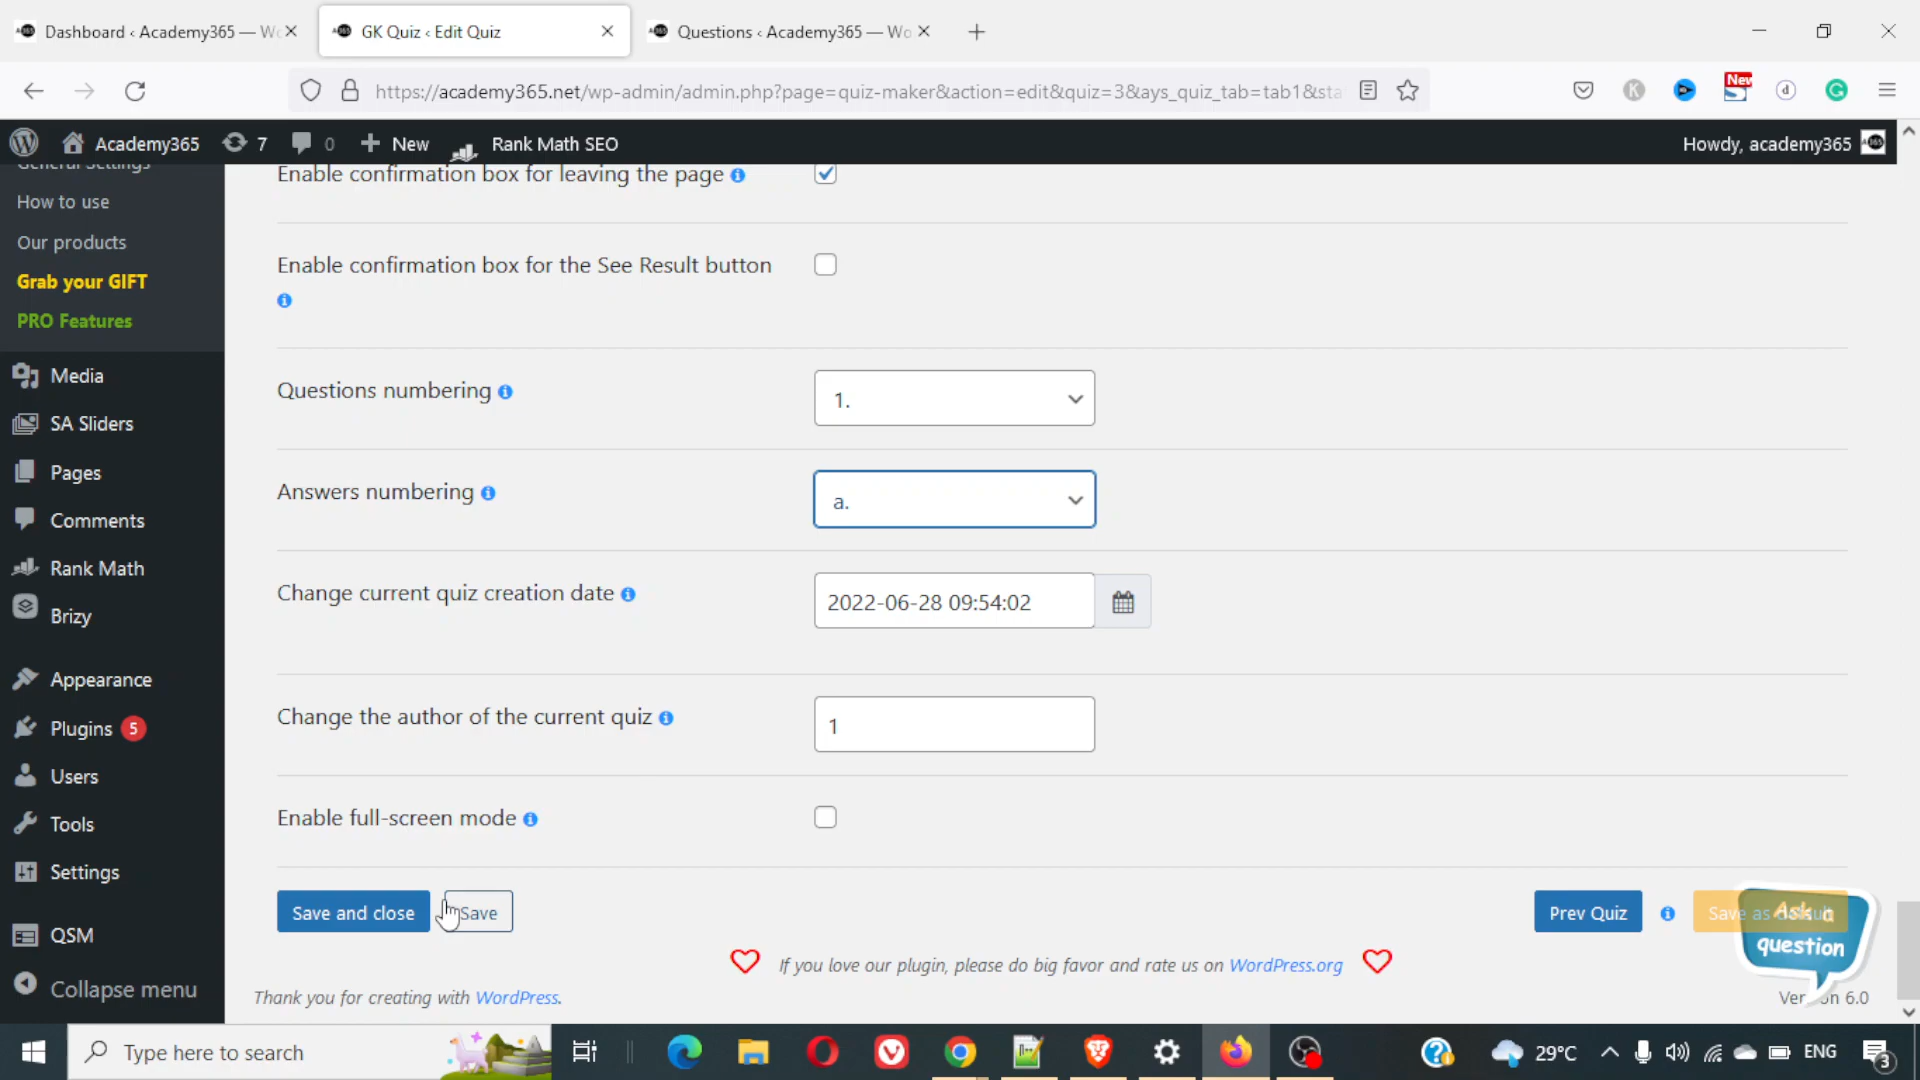 Dashboard ‹ Academy365 — Wo
GK Quiz ‹ Edit Quiz
Questions ‹ Academy365 — Wo
https://academy365.net/wp-admin/admin.php?page=quiz-maker&action=edit&quiz=3&ays_quiz_tab=tab1&sta
New
Academy365
7
0
New
Rank Math SEO
Howdy, academy365
General Settings
How to use
Our products
Grab your GIFT
PRO Features
Media
SA Sliders
Pages
Comments
Rank Math
Brizy
Appearance
Plugins 5
Users
Tools
Settings
QSM
Collapse menu
Enable confirmation box for leaving the page
Enable confirmation box for the See Result button
Questions numbering
1.
Answers numbering
a.
Change current quiz creation date
2022-06-28 09:54:02
Change the author of the current quiz
1
Enable full-screen mode
Save and close
Save
Prev Quiz
Save as
Ask a question
If you love our plugin, please do big favor and rate us on WordPress.org
Thank you for creating with WordPress.
6.0
Type here to search
29°C
ENG
3